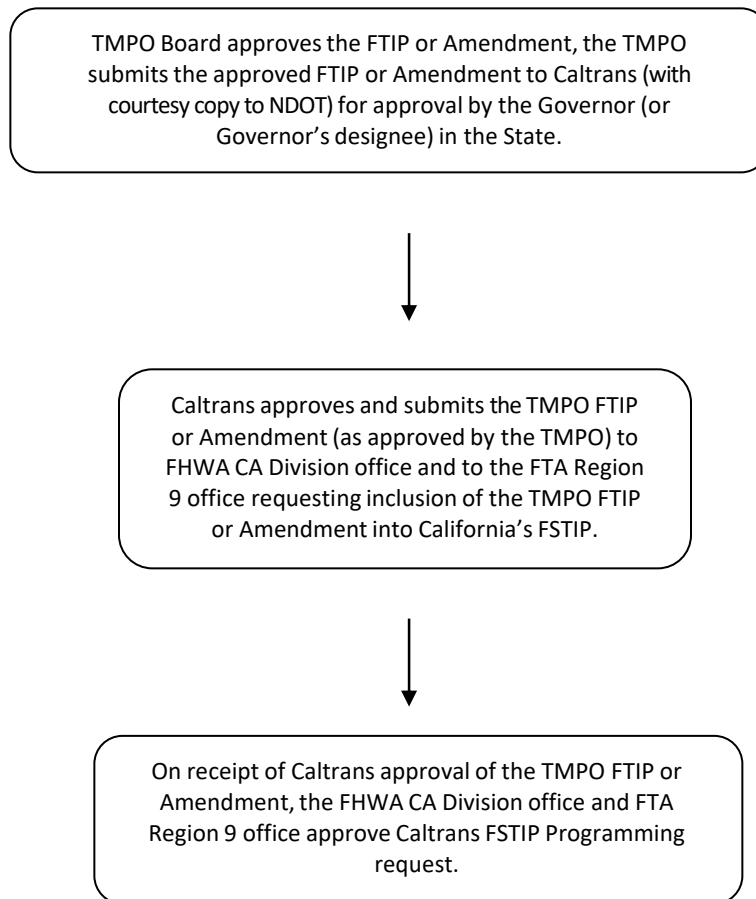 TMPO Board approves the FTIP or Amendment, the TMPO
submits the approved FTIP or Amendment to Caltrans (with
courtesy copy to NDOT) for approval by the Governor (or
Governor’s designee) in the State.
Caltrans approves and submits the TMPO FTIP
or Amendment (as approved by the TMPO) to
FHWA CA Division office and to the FTA Region
9 office requesting inclusion of the TMPO FTIP
or Amendment into California’s FSTIP.
On receipt of Caltrans approval of the TMPO FTIP or
Amendment, the FHWA CA Division office and FTA
Region 9 office approve Caltrans FSTIP Programming
request.